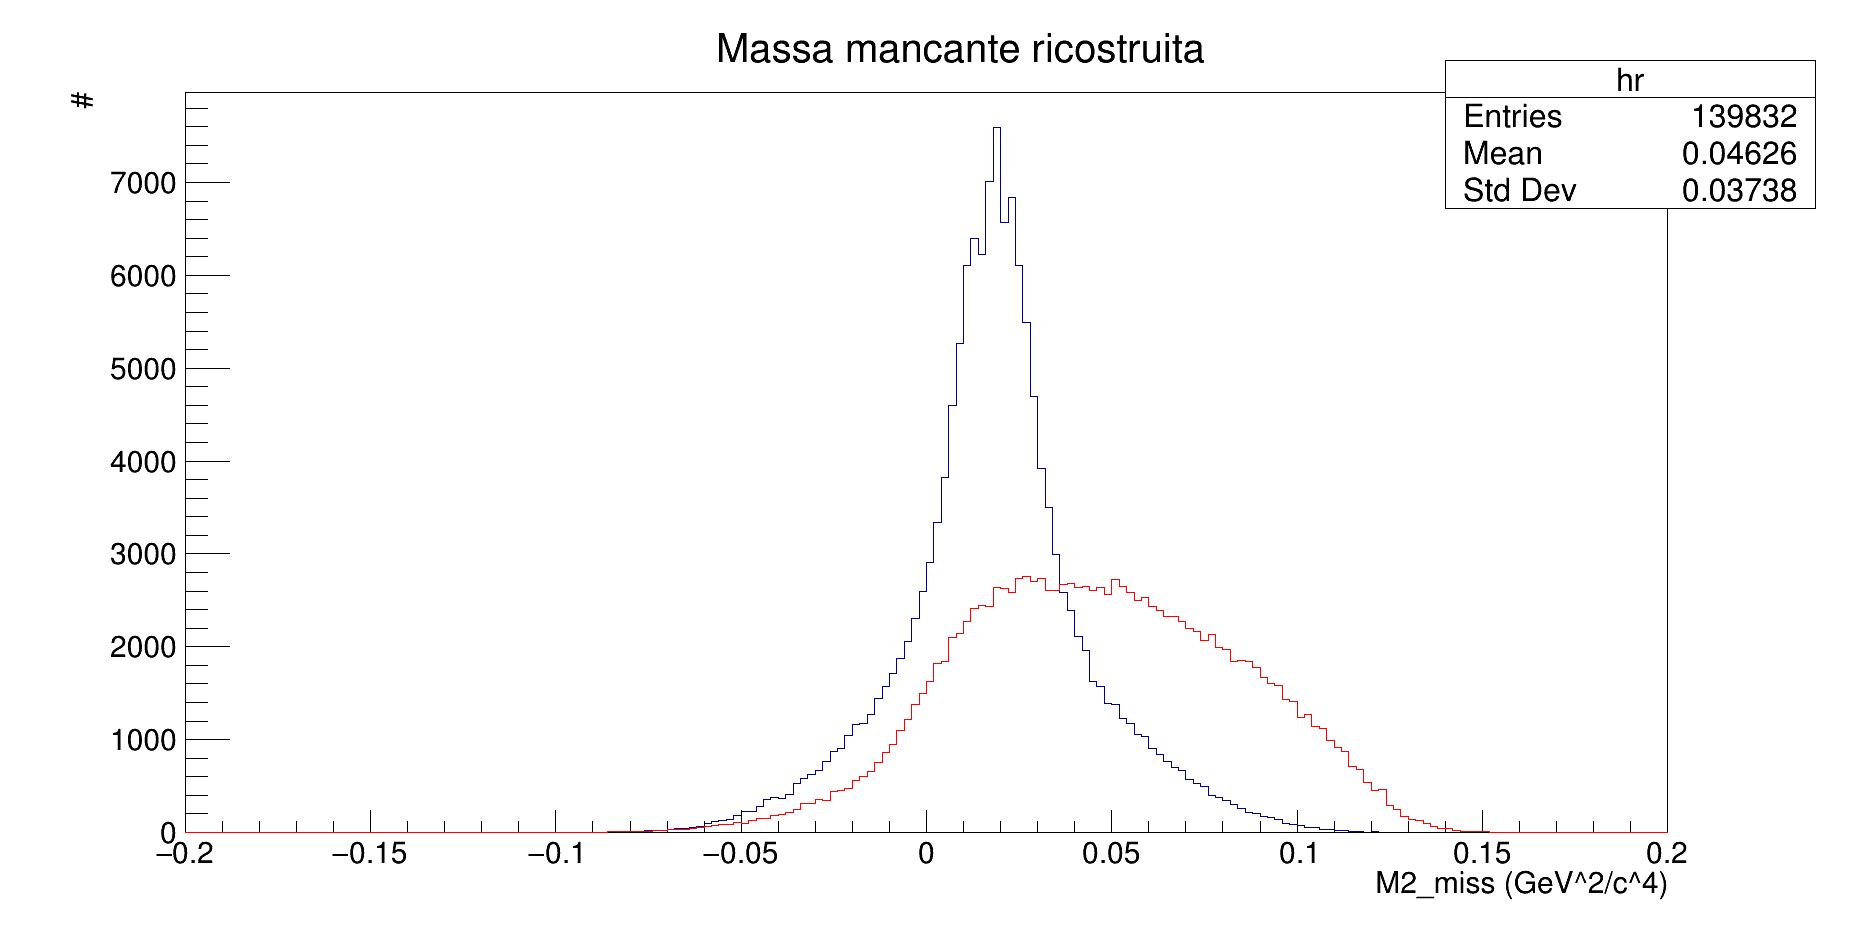 Massa mancante ricostruita
hr
Entries 139832
Mean 0.04626
Std Dev 0.03738
#
7000
6000
5000
4000
3000
2000
1000
0
−0.2 −0.15 −0.1 −0.05 0 0.05 0.1 0.15 0.2
M2_miss (GeV^2/c^4)